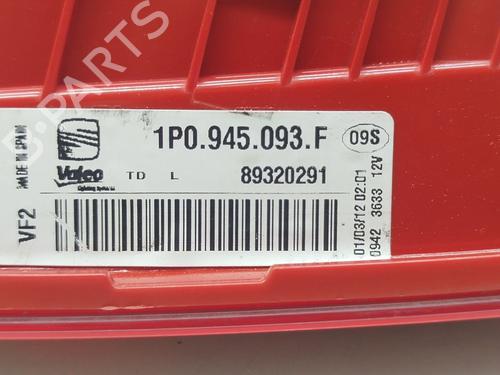 MADE IN SPAIN
1P0.945.093.F
09S
Valeo
TD L
89320291
VF2
01/03/12 02:01
0942 3633 12V
B-PARTS